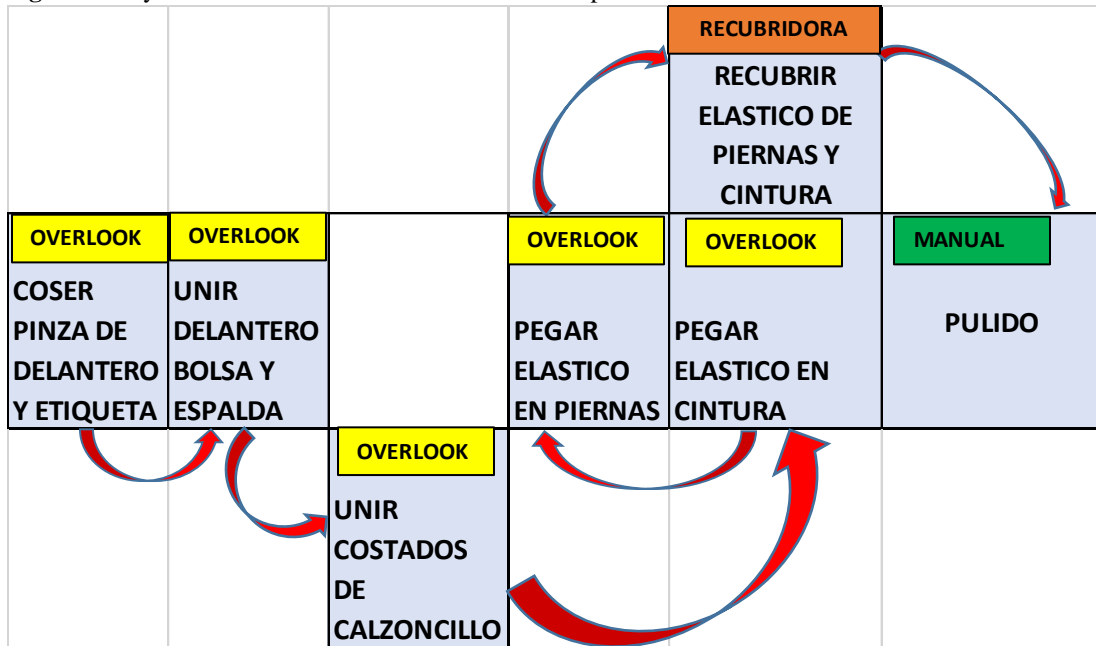 RECUBRIDORA
RECUBRIR
ELASTICO DE
PIERNAS Y
CINTURA
OVERLOOK
COSER
PINZA DE
DELANTERO
Y ETIQUETA
OVERLOOK
UNIR
DELANTERO
BOLSA Y
ESPALDA
OVERLOOK
UNIR
COSTADOS
DE
CALZONCILLO
OVERLOOK
PEGAR
ELASTICO
EN PIERNAS
OVERLOOK
PEGAR
ELASTICO EN
CINTURA
MANUAL
PULIDO